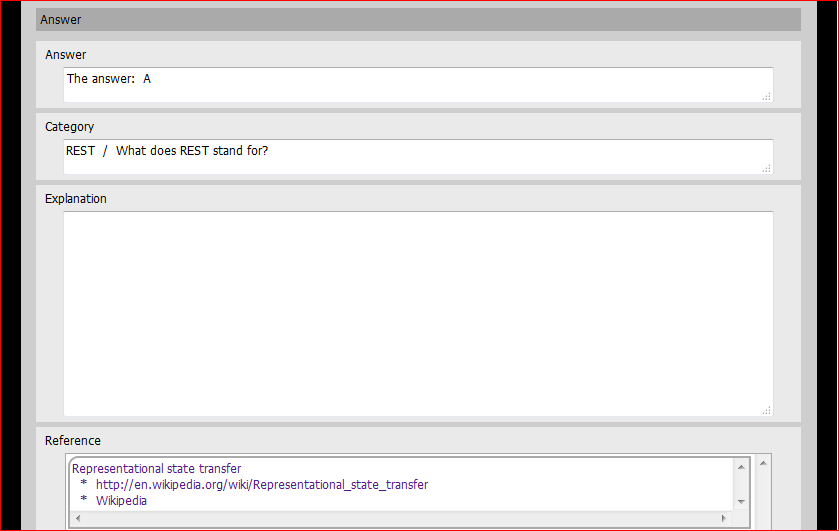 Answer
Answer
The answer:  A
Category
REST  /  What does REST stand for?
Explanation
Reference
Representational state transfer
*  http://en.wikipedia.org/wiki/Representational_state_transfer
*  Wikipedia